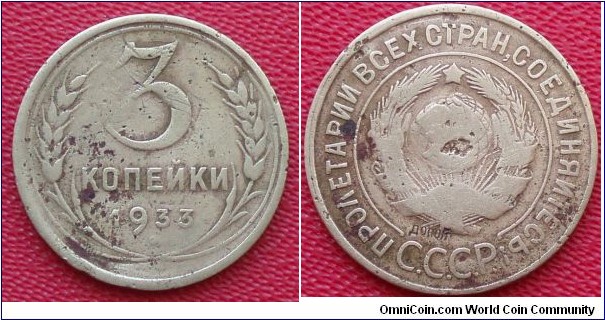 3
КОПЕЙКИ
1933
ПРОЛЕТАРИИ ВСЕХ СТРАН, СОЕДИНЯЙТЕСЬ!
С.С.С.Р.
OmniCoin.com World Coin Community